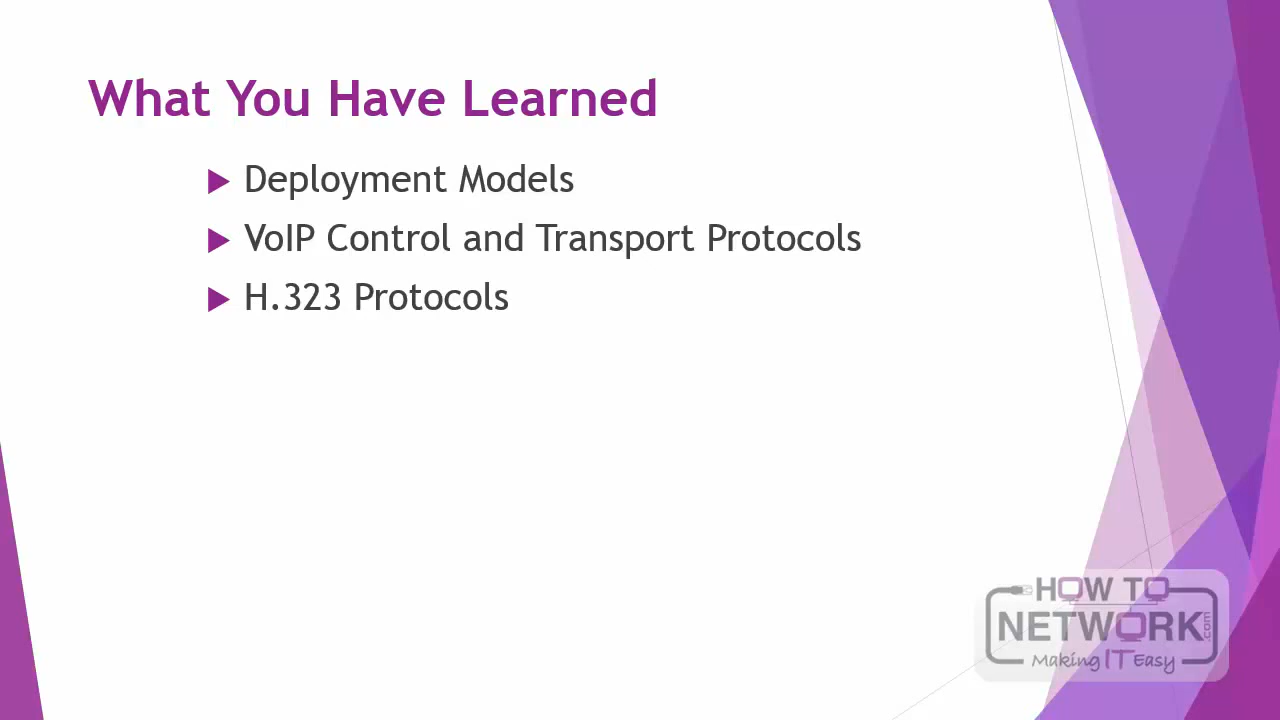 What You Have Learned
Deployment Models
VoIP Control and Transport Protocols
H.323 Protocols
HOW TO
NETWORK.com
Making IT Easy